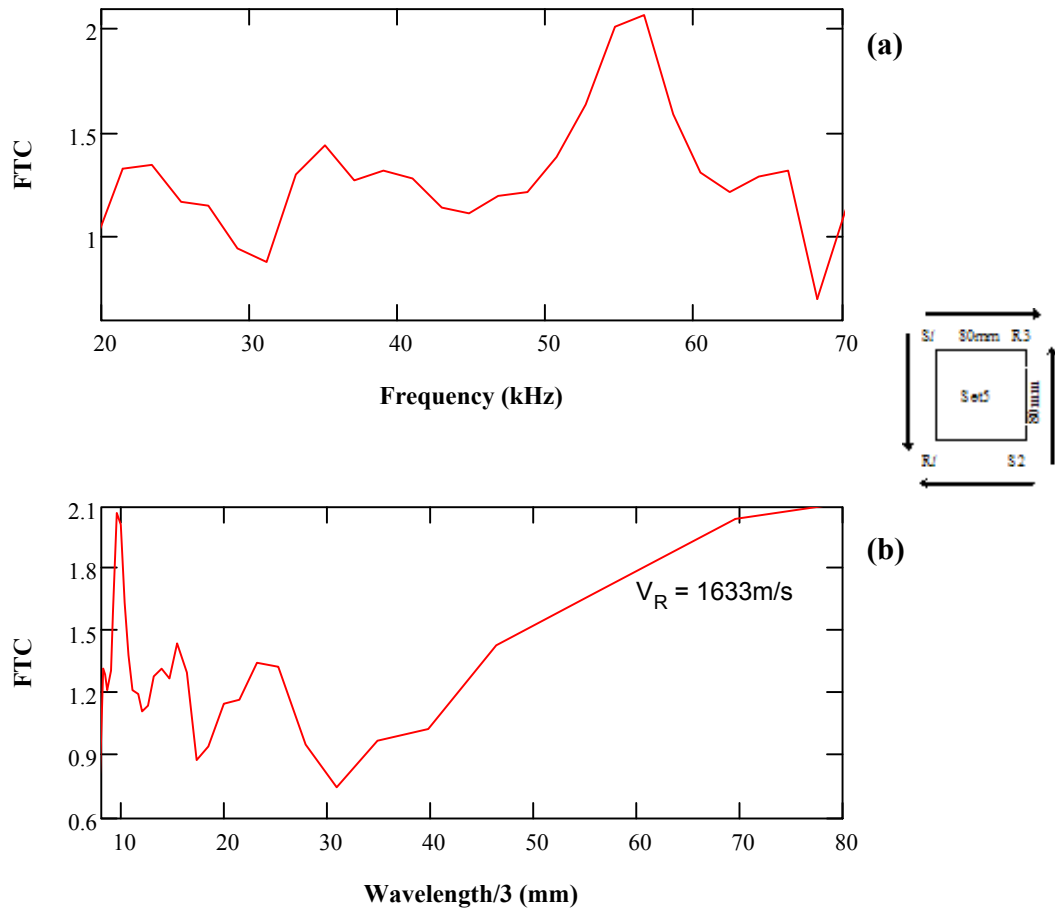 (a)
FTC
2
1.5
1
20 30 40 50 60 70
Frequency (kHz)
80mm R3
Set5
80mm
S2
(b)
FTC
2.1
1.8
1.5
1.2
0.9
0.6
V_R = 1633m/s
10 20 30 40 50 60 70 80
Wavelength/3 (mm)